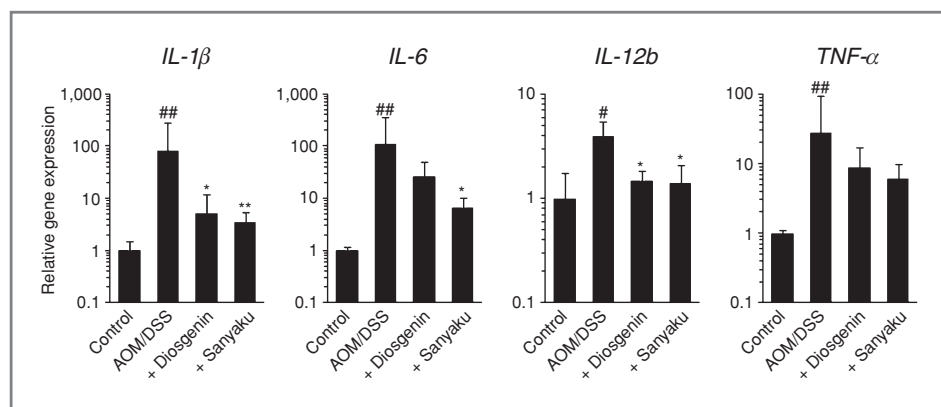 IL-1β
IL-6
IL-12b
TNF-α
Relative gene expression
1,000
100
10
1
0.1
##
*
**
Control
AOM/DSS
+ Diosgenin
+ Sanyaku
1,000
100
10
1
0.1
##
*
Control
AOM/DSS
+ Diosgenin
+ Sanyaku
10
1
0.1
#
*
*
Control
AOM/DSS
+ Diosgenin
+ Sanyaku
100
10
1
0.1
##
Control
AOM/DSS
+ Diosgenin
+ Sanyaku